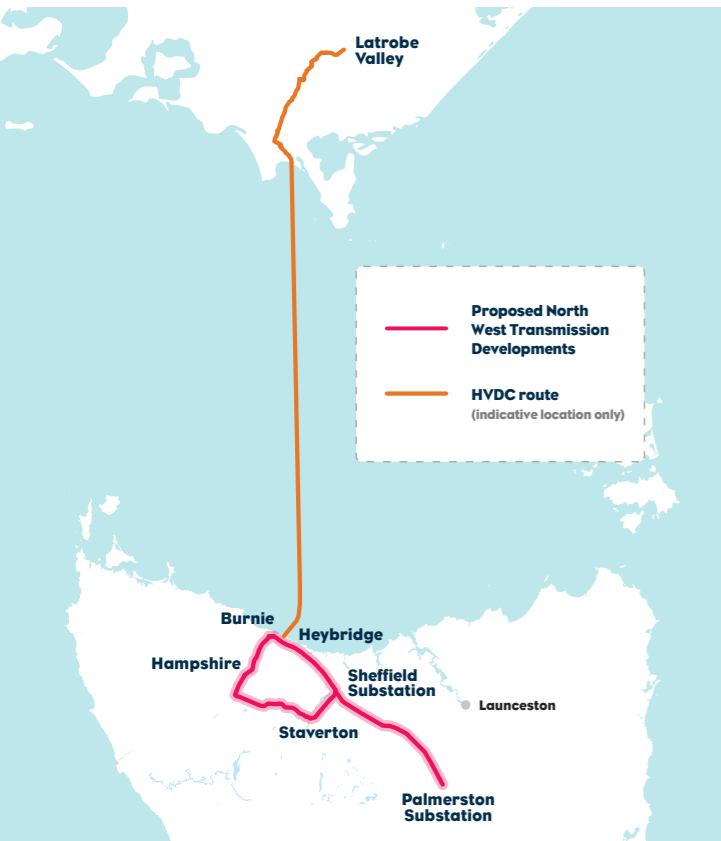 Latrobe
Valley
Proposed North
West Transmission
Developments
HVDC route
(indicative location only)
Burnie
Heybridge
Hampshire
Sheffield
Substation
Launceston
Staverton
Palmerston
Substation